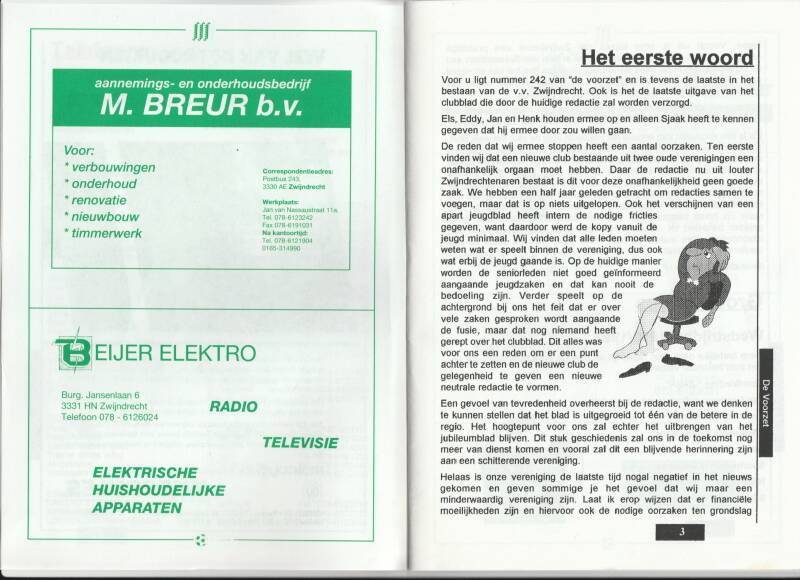 aannemings- en onderhoudsbedrijf
M. BREUR b.v.
Voor:
* verbouwingen
* onderhoud
* renovatie
* nieuwbouw
* timmerwerk
Correspondentieadres:
Postbus 243,
3330 AE Zwijndrecht
Werkplaats:
Jan van Nassaustraat 11a,
Tel. 078-6123242
Fax 078-6191031
Na kantoortijd:
Tel. 078-6121904
0165-314990
BEIJER ELEKTRO
Burg. Jansenlaan 6
3331 HN Zwijndrecht
Telefoon 078 - 6126024
RADIO
TELEVISIE
ELEKTRISCHE
HUISHOUDELIJKE
APPARATEN
Het eerste woord
Voor u ligt nummer 242 van "de voorzet" en is tevens de laatste in het
bestaan van de v.v. Zwijndrecht. Ook is het de laatste uitgave van het
clubblad die door de huidige redactie zal worden verzorgd.
Els, Eddy, Jan en Henk houden ermee op en alleen Sjaak heeft te kennen
gegeven dat hij ermee door zou willen gaan.
De reden dat wij ermee stoppen heeft een aantal oorzaken. Ten eerste
vinden wij dat een nieuwe club bestaande uit twee oude verenigingen een
onafhankelijk orgaan moet hebben. Daar de redactie nu uit louter
Zwijndrechtenaren bestaat is dit voor deze onafhankelijkheid geen goede
zaak. We hebben een half jaar geleden getracht om redacties samen te
voegen, maar dat is op niets uitgelopen. Ook het verschijnen van een
apart jeugdblad heeft intern de nodige fricties
gegeven, want daardoor werd de kopy vanuit de
jeugd minimaal. Wij vinden dat alle leden moeten
weten wat er speelt binnen de vereniging, dus ook
wat erbij de jeugd gaande is. Op de huidige manier
worden de seniorleden niet goed geïnformeerd
aangaande jeugdzaken en dat kan nooit de
bedoeling zijn. Verder speelt op de
achtergrond bij ons het feit dat er over
vele zaken gesproken wordt aangaande
de fusie, maar dat nog niemand heeft
gerept over het clubblad. Dit alles was
voor ons een reden om er een punt
achter te zetten en de nieuwe club de
gelegenheid te geven een nieuwe
neutrale redactie te vormen.
Een gevoel van tevredenheid overheerst bij de redactie, want we denken
te kunnen stellen dat het blad is uitgegroeid tot één van de betere in de
regio. Het hoogtepunt voor ons zal echter het uitbrengen van het
jubileumblad blijven. Dit stuk geschiedenis zal ons in de toekomst nog
meer van dienst komen en vooral zal dit een blijvende herinnering zijn
aan een schitterende vereniging.
Helaas is onze vereniging de laatste tijd nogal negatief in het nieuws
gekomen en geven sommige je het gevoel dat wij maar een
minderwaardig vereniging zijn. Laat ik erop wijzen dat er financiële
moeilijkheden zijn en hiervoor ook de nodige oorzaken ten grondslag
De Voorzet
3